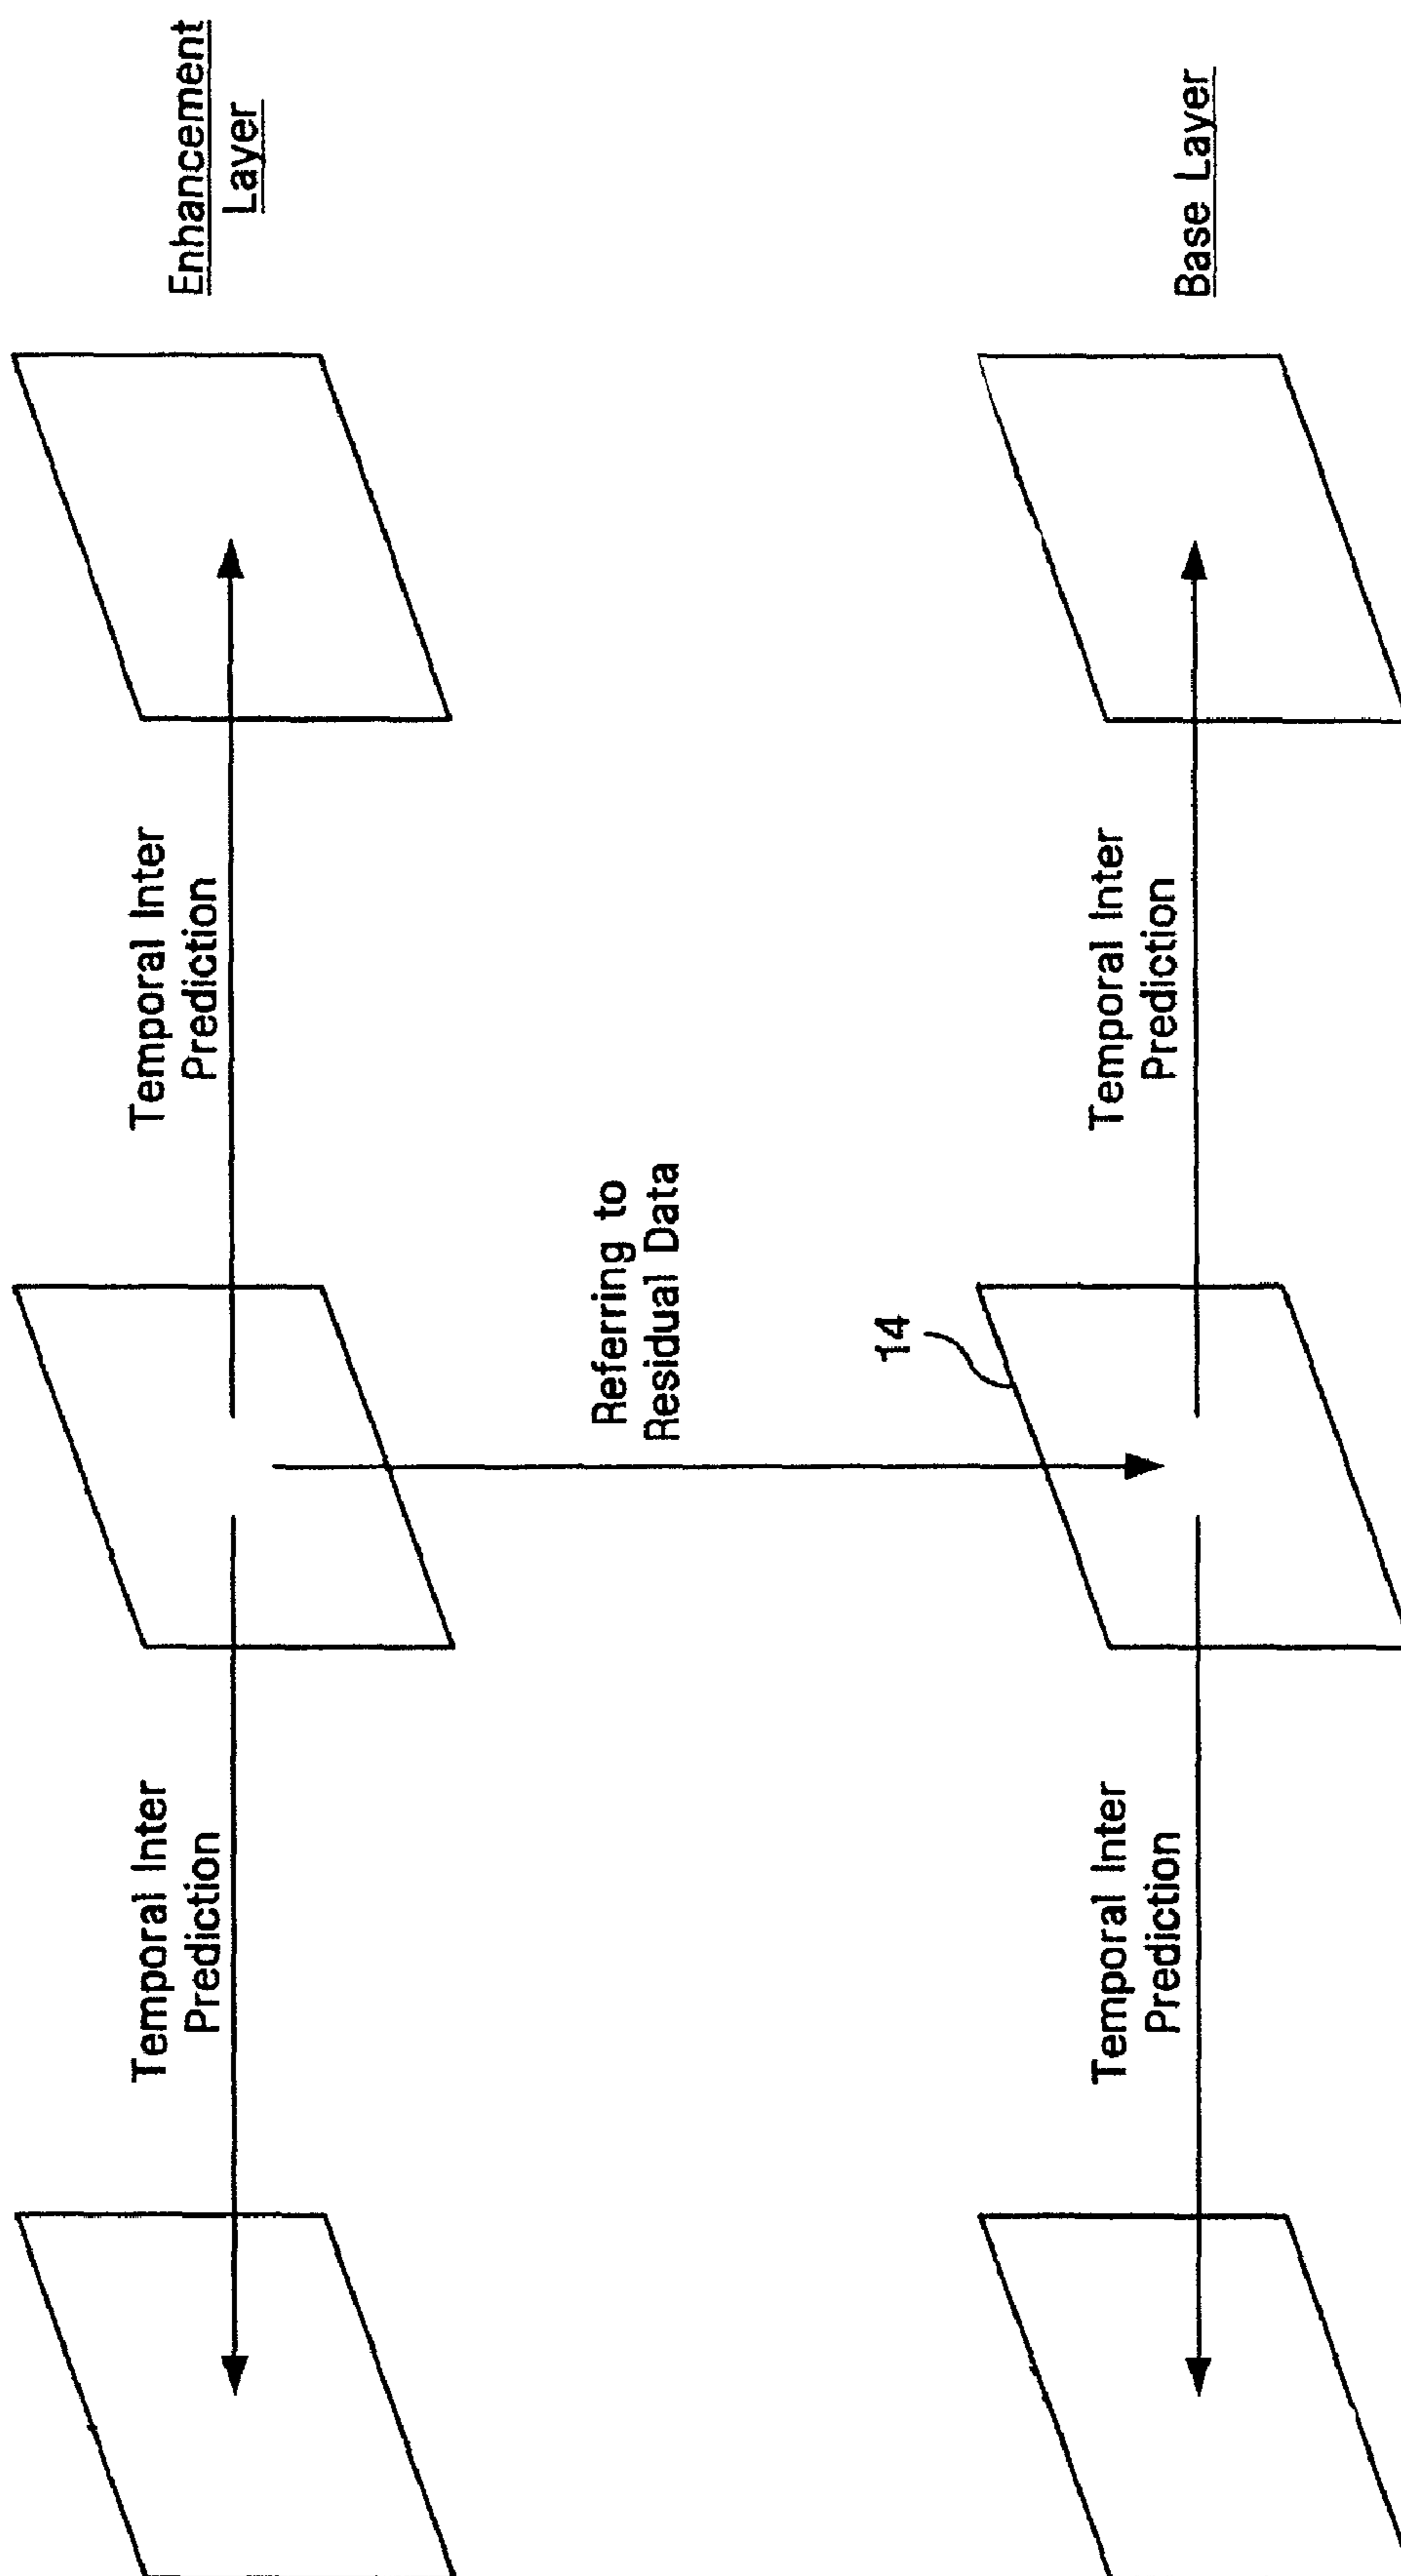 Temporal Inter
Prediction
Temporal Inter
Prediction
Enhancement
Layer
Referring to
Residual Data
14
Temporal Inter
Prediction
Temporal Inter
Prediction
Base Layer